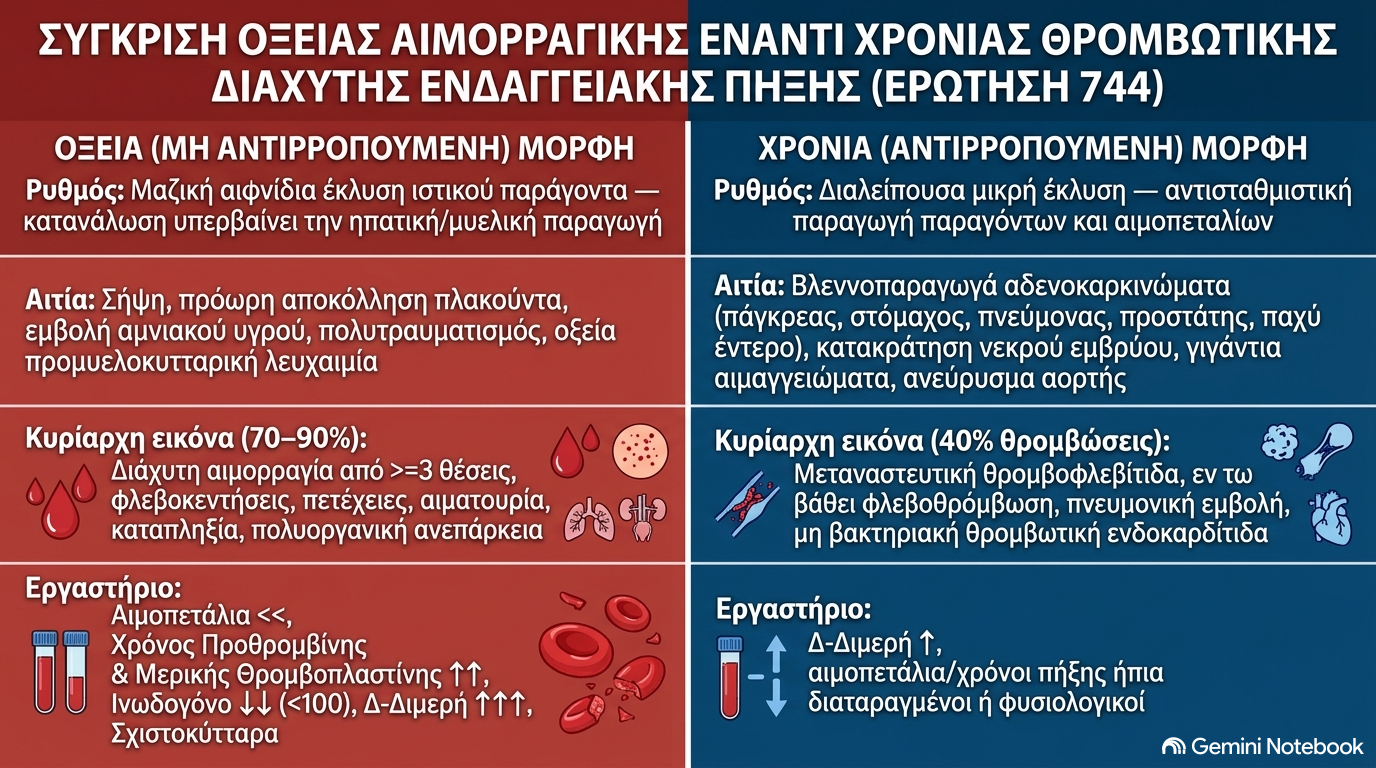 ΣΥΓΚΡΙΣΗ ΟΞΕΙΑΣ ΑΙΜΟΡΡΑΓΙΚΗΣ ΕΝΑΝΤΙ ΧΡΟΝΙΑΣ ΘΡΟΜΒΩΤΙΚΗΣ
ΔΙΑΧΥΤΗΣ ΕΝΔΑΓΓΕΙΑΚΗΣ ΠΗΞΗΣ (ΕΡΩΤΗΣΗ 744)
ΟΞΕΙΑ (ΜΗ ΑΝΤΙΡΡΟΠΟΥΜΕΝΗ) ΜΟΡΦΗ
Ρυθμός: Μαζική αιφνίδια έκλυση ιστικού παράγοντα —
κατανάλωση υπερβαίνει την ηπατική/μυελική παραγωγή
Αιτία: Σήψη, πρόωρη αποκόλληση πλακούντα,
εμβολή αμνιακού υγρού, πολυτραυματισμός, οξεία
προμυελοκυτταρική λευχαιμία
Κυρίαρχη εικόνα (70–90%):
Διάχυτη αιμορραγία από >=3 θέσεις,
φλεβοκεντήσεις, πετέχειες, αιματουρία,
καταπληξία, πολυοργανική ανεπάρκεια
Εργαστήριο:
Αιμοπετάλια <<,
Χρόνος Προθρομβίνης
& Μερικής Θρομβοπλαστίνης ↑↑,
Ινωδογόνο ↓↓ (<100), Δ-Διμερή ↑↑↑,
Σχιστοκύτταρα
ΧΡΟΝΙΑ (ΑΝΤΙΡΡΟΠΟΥΜΕΝΗ) ΜΟΡΦΗ
Ρυθμός: Διαλείπουσα μικρή έκλυση — αντισταθμιστική
παραγωγή παραγόντων και αιμοπεταλίων
Αιτία: Βλεννοπαραγωγά αδενοκαρκινώματα
(πάγκρεας, στόμαχος, πνεύμονας, προστάτης, παχύ
έντερο), κατακράτηση νεκρού εμβρύου, γιγάντια
αιμαγγειώματα, ανεύρυσμα αορτής
Κυρίαρχη εικόνα (40% θρομβώσεις):
Μεταναστευτική θρομβοφλεβίτιδα, εν τω
βάθει φλεβοθρόμβωση, πνευμονική εμβολή,
μη βακτηριακή θρομβωτική ενδοκαρδίτιδα
Εργαστήριο:
Δ-Διμερή ↑,
αιμοπετάλια/χρόνοι πήξης ήπια
διαταραγμένοι ή φυσιολογικοί
Gemini Notebook